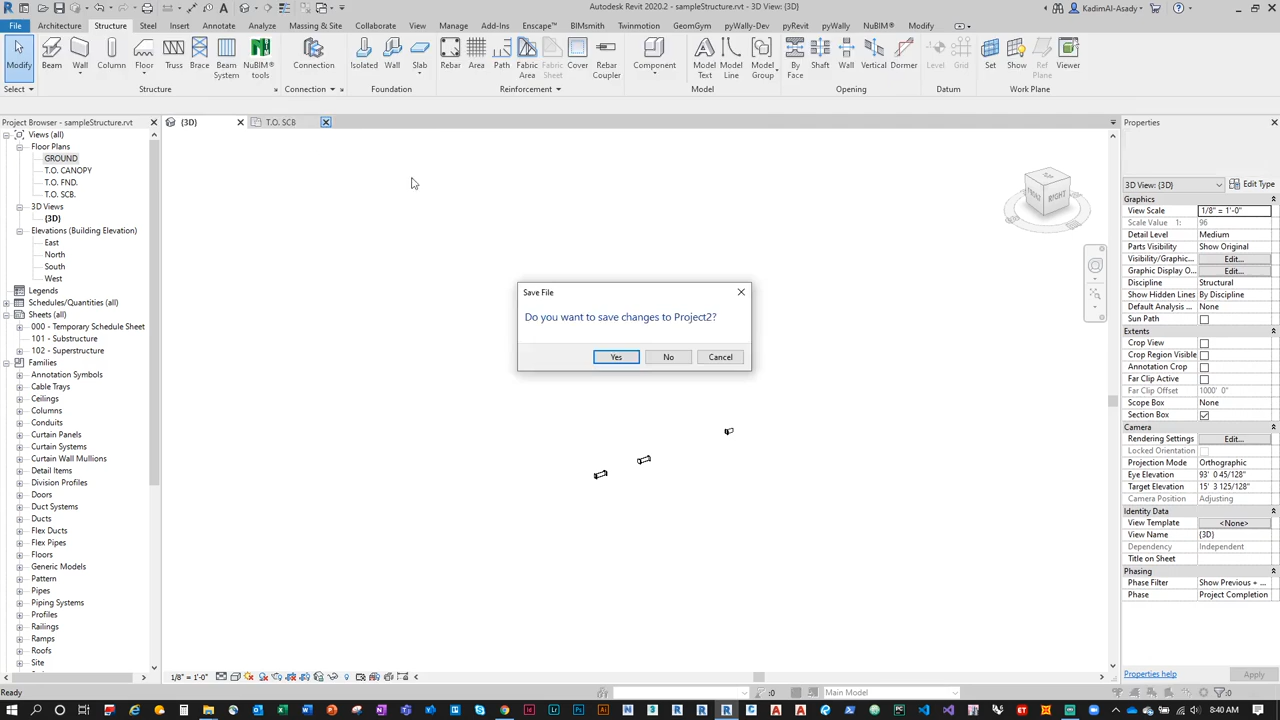 Autodesk Revit 2020.2 - sampleStructure.rvt - 3D View: {3D}
KadimAl-Asady
File Architecture Structure Steel Insert Annotate Analyze Massing & Site Collaborate View Manage Add-Ins Enscape™ BIMsmith Twinmotion GeomGym Wally-Dev pyRevit pyWally NuBIM® Modify
Modify Beam Wall Column Floor Truss Brace Beam System NuBIM® tools Connection Isolated Wall Slab Rebar Area Path Fabric Area Fabric Sheet Cover Rebar Coupler Component Model Text Model Line Model Group By Face Shaft Wall Vertical Dormer Level Grid Set Show Ref Plane Viewer
Select Structure Connection Foundation Reinforcement Model Opening Datum Work Plane
Project Browser - sampleStructure.rvt
{3D}
T.O. SCB
Views (all)
Floor Plans
GROUND
T.O. CANOPY
T.O. FND.
T.O. SCB.
3D Views
{3D}
Elevations (Building Elevation)
East
North
South
West
Legends
Schedules/Quantities (all)
Sheets (all)
000 - Temporary Schedule Sheet
101 - Substructure
102 - Superstructure
Families
Annotation Symbols
Cable Trays
Ceilings
Columns
Conduits
Curtain Panels
Curtain Systems
Curtain Wall Mullions
Detail Items
Division Profiles
Doors
Duct Systems
Ducts
Flex Ducts
Flex Pipes
Floors
Generic Models
Pattern
Pipes
Piping Systems
Profiles
Railings
Ramps
Roofs
Site
TOP
FRONT
RIGHT
Save File
Do you want to save changes to Project2?
Yes No Cancel
Properties
3D View: {3D} Edit Type
Graphics
View Scale 1/8" = 1'-0"
Scale Value 1: 96
Detail Level Medium
Parts Visibility Show Original
Visibility/Graphic... Edit...
Graphic Display O... Edit...
Discipline Structural
Show Hidden Lines By Discipline
Default Analysis ... None
Sun Path
Extents
Crop View
Crop Region Visible
Annotation Crop
Far Clip Active
Far Clip Offset 1000' 0"
Scope Box None
Section Box
Camera
Rendering Settings Edit...
Locked Orientation
Projection Mode Orthographic
Eye Elevation 93' 0 45/128"
Target Elevation 15' 3 125/128"
Camera Position Adjusting
Identity Data
View Template <None>
View Name {3D}
Dependency Independent
Title on Sheet
Phasing
Phase Filter Show Previous + ...
Phase Project Completion
Properties help Apply
1/8" = 1'-0"
Ready
:0
Main Model
:0
8:40 AM